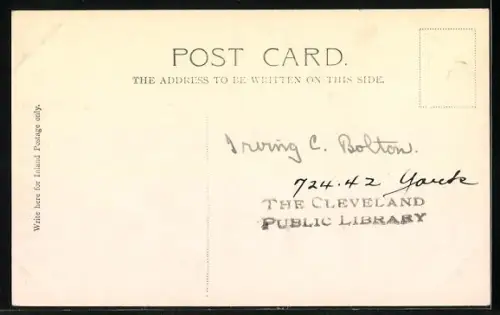 POST CARD.
THE ADDRESS TO BE WRITTEN ON THIS SIDE.
Write here for Inland Postage only.
Irving C. Bolton.
724.42
THE CLEVELAND
PUBLIC LIBRARY